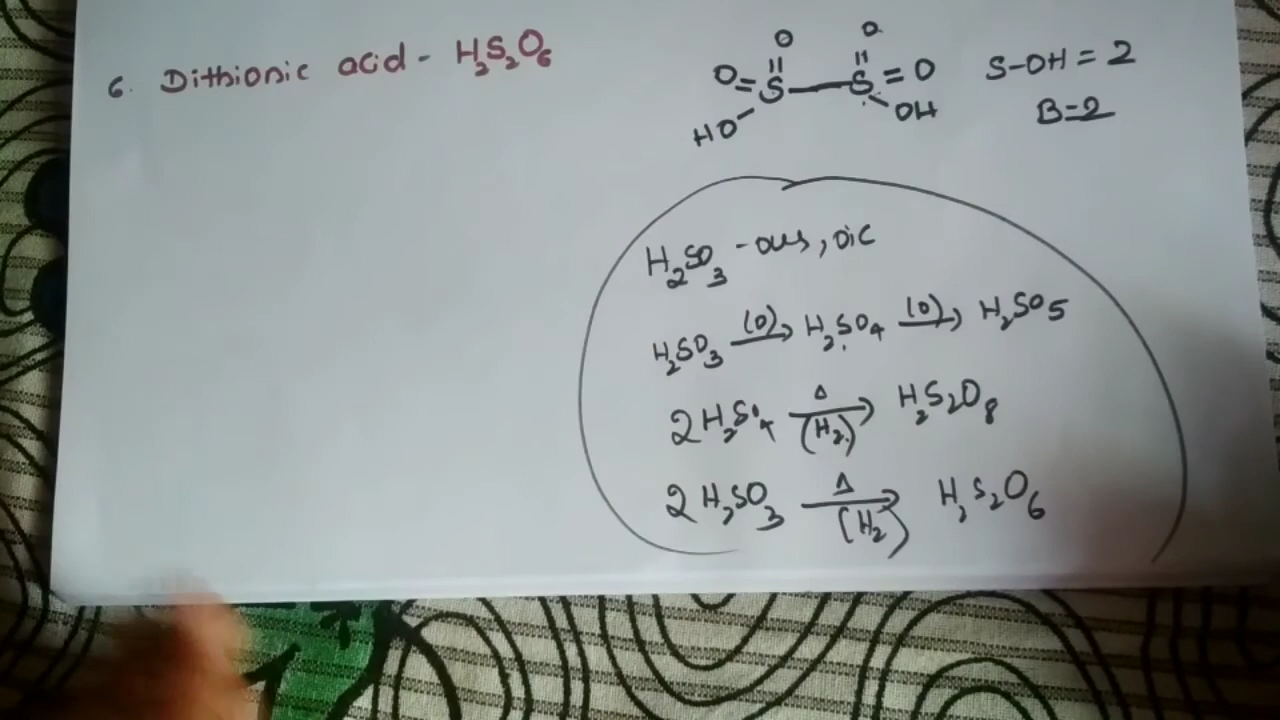 6. Dithionic acid - H₂S₂O₆
O O
O=S—S=O
HO OH
S-OH = 2
B=2
H₂SO₃ -ous, oic
H₂SO₃ (O)→ H₂SO₄ (O)→ H₂SO₅
2H₂SO₄ Δ→ (H₂) H₂S₂O₈
2H₂SO₃ Δ→ (H₂) H₂S₂O₆